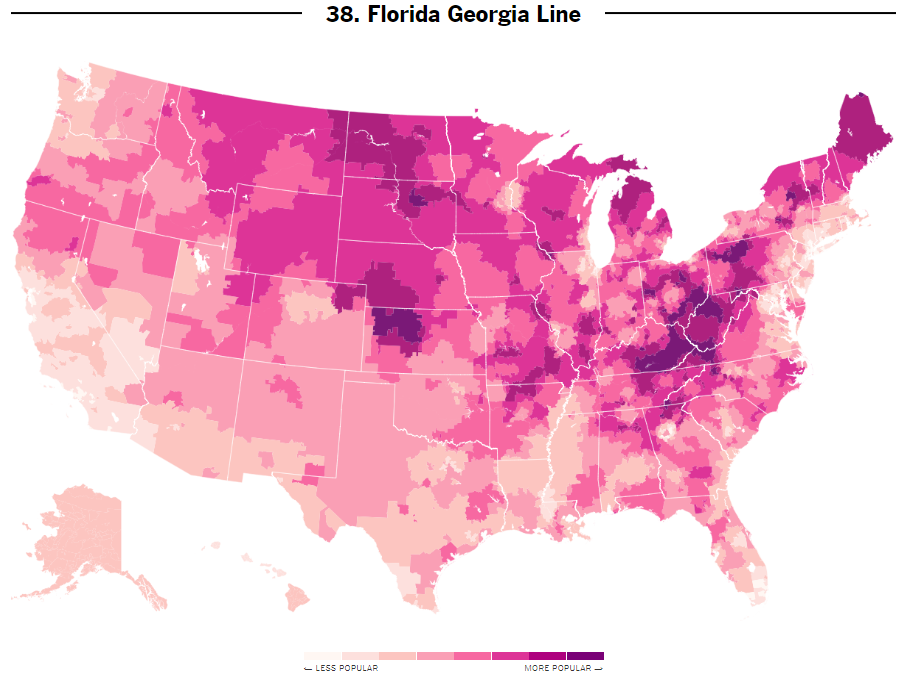 38. Florida Georgia Line
← LESS POPULAR
MORE POPULAR →